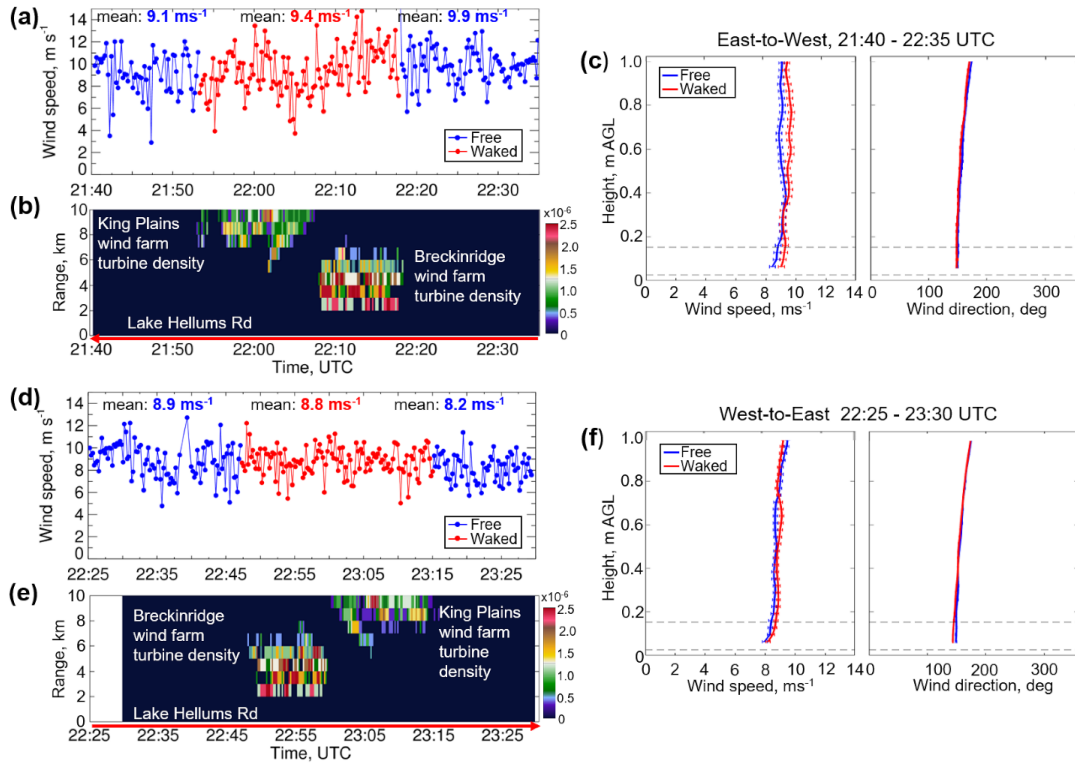 (a)
mean: 9.1 ms-1
mean: 9.4 ms-1
mean: 9.9 ms-1
Wind speed, m s-1
14
12
10
8
6
4
2
0
Free
Waked
21:40
21:50
22:00
22:10
22:20
22:30
(b)
Range, km
10
8
6
4
2
0
King Plains
wind farm
turbine density
Breckinridge
wind farm
turbine density
Lake Hellums Rd
x10-6
2.5
2.0
1.5
1.0
0.5
0
21:40
21:50
22:00
22:10
22:20
22:30
Time, UTC
(c)
East-to-West, 21:40 - 22:35 UTC
Height, m AGL
1.0
0.8
0.6
0.4
0.2
0
Free
Waked
0
2
4
6
8
10
12
14
Wind speed, ms-1
0
100
200
300
Wind direction, deg
(d)
mean: 8.9 ms-1
mean: 8.8 ms-1
mean: 8.2 ms-1
Wind speed, m s-1
14
12
10
8
6
4
2
0
Free
Waked
22:25
22:35
22:45
22:55
23:05
23:15
23:25
(e)
Range, km
10
8
6
4
2
0
Breckinridge
wind farm
turbine density
King Plains
wind farm
turbine
density
Lake Hellums Rd
x10-6
2.5
2.0
1.5
1.0
0.5
0
22:25
22:35
22:45
22:55
23:05
23:15
23:25
Time, UTC
(f)
West-to-East 22:25 - 23:30 UTC
Height, m AGL
1.0
0.8
0.6
0.4
0.2
0
Free
Waked
0
2
4
6
8
10
12
14
Wind speed, ms-1
0
100
200
300
Wind direction, deg